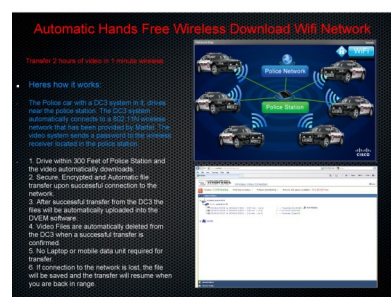 Automatic Hands Free Wireless Download Wifi Network
Transfer 2 hours of video in 1 minute wireless
Heres how it works:
The Police car with a DC3 system in it, drives
near the police station. The DC3 system
automatically connects to a 802.11N wireless
network that has been provided by Martel. The
video system sends a password to the wireless
receiver located in the police station.
1. Drive within 300 Feet of Police Station and
the video automatically downloads.
2. Secure, Encrypted and Automatic file
transfer upon successful connection to the
network.
3. After successful transfer from the DC3 the
files will be automatically uploaded into the
DVEM software.
4. Video Files are automatically deleted from
the DC3 when a successful transfer is
confirmed.
5. No Laptop or mobile data unit required for
transfer.
6. If connection to the network is lost, the file
will be saved and the transfer will resume when
you are back in range.
WiFi
Police Network
Police Station
CISCO